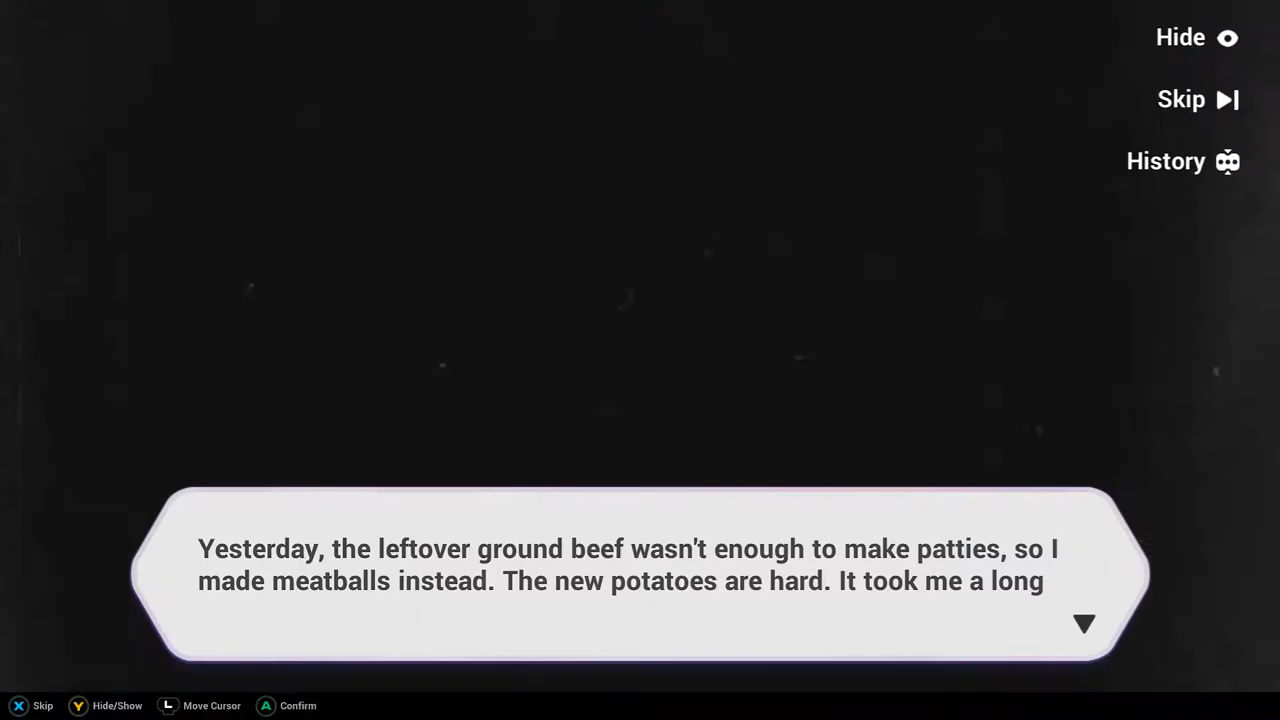 Hide
Skip
History
Yesterday, the leftover ground beef wasn't enough to make patties, so I
made meatballs instead. The new potatoes are hard. It took me a long
X Skip Y Hide/Show L Move Cursor A Confirm